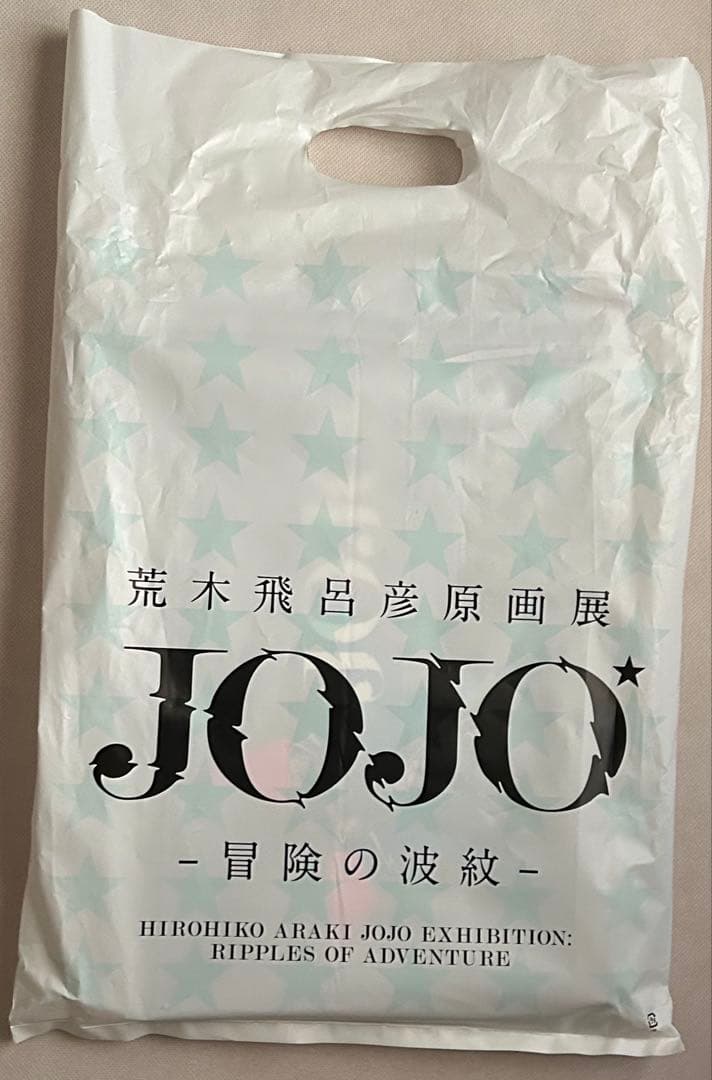 荒木飛呂彦原画展
JOJO★
-冒険の波紋-
HIROHIKO ARAKI JOJO EXHIBITION:
RIPPLES OF ADVENTURE